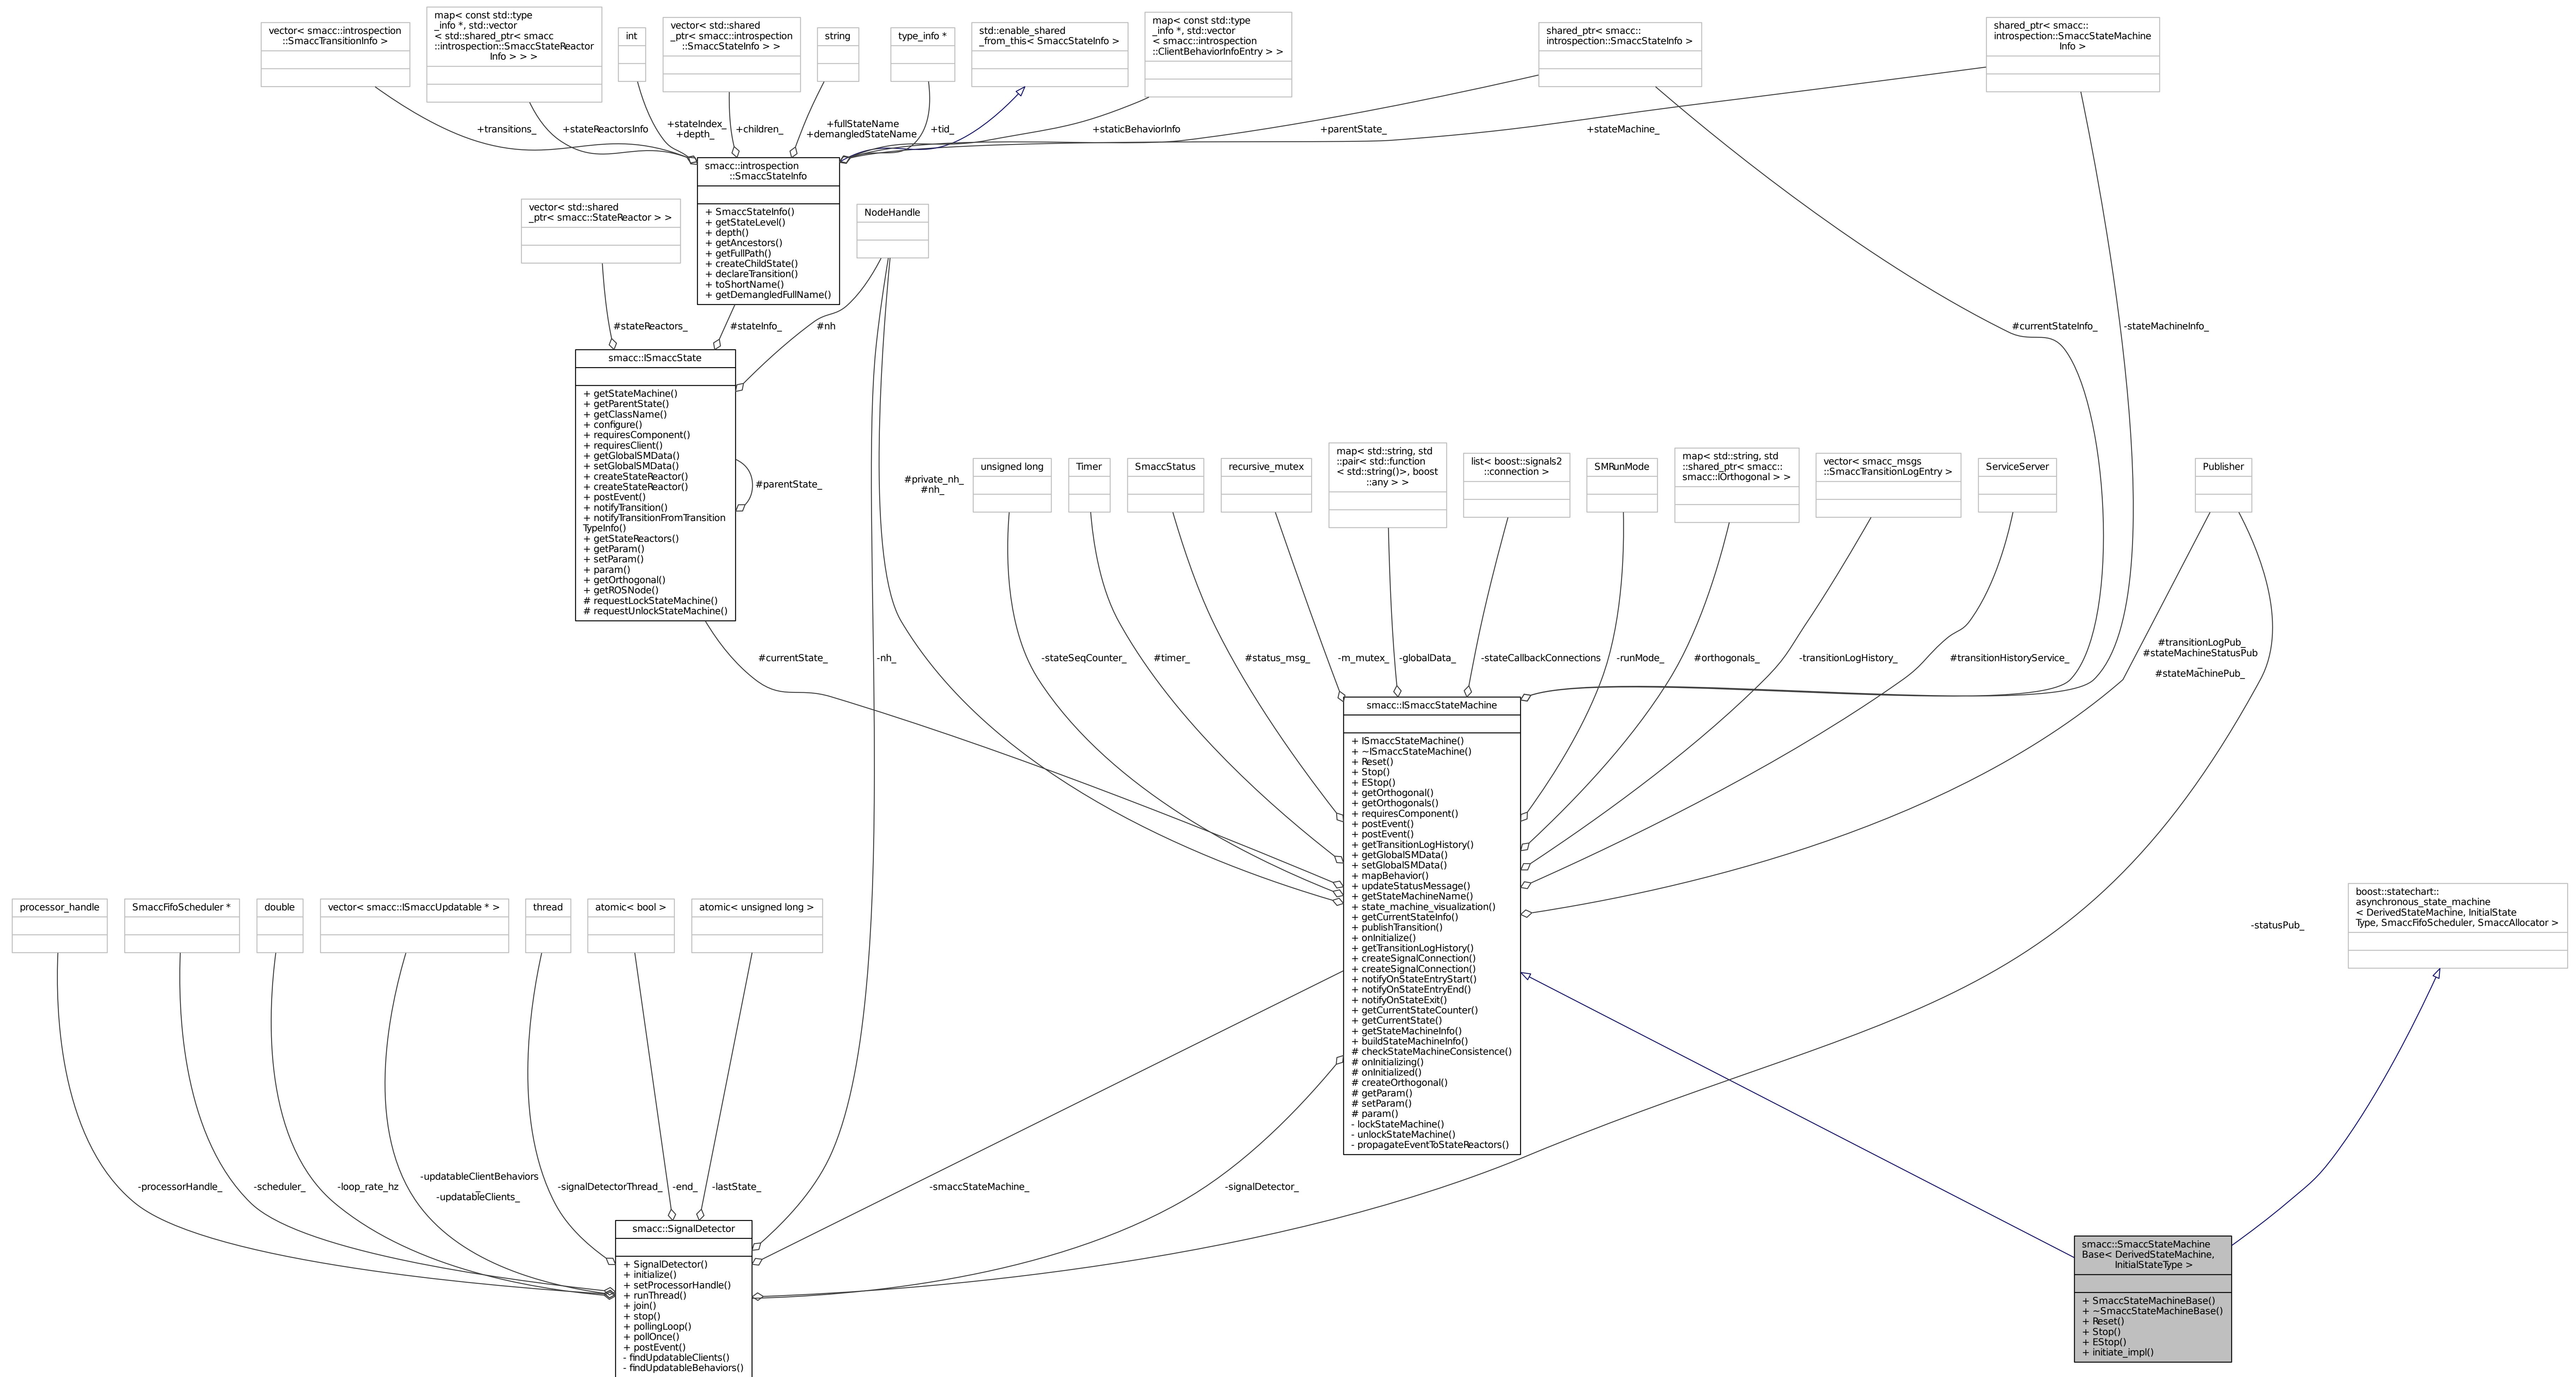 vector< smacc::introspection
::SmaccTransitionInfo >
map< const std::type
_info *, std::vector
< std::shared_ptr< smacc
::introspection::SmaccStateReactor
Info > > >
int
vector< std::shared
_ptr< smacc::introspection
::SmaccStateInfo > >
string
type_info *
std::enable_shared
_from_this< SmaccStateInfo >
map< const std::type
_info *, std::vector
< smacc::introspection
::ClientBehaviorInfoEntry > >
shared_ptr< smacc::
introspection::SmaccStateInfo >
shared_ptr< smacc::
introspection::SmaccStateMachine
Info >
+transitions_
+stateReactorsInfo
+stateIndex_
+depth_
+children_
+fullStateName
+demangledStateName
+tid_
+staticBehaviorInfo
+parentState_
+stateMachine_
smacc::introspection
::SmaccStateInfo
+ SmaccStateInfo()
+ getStateLevel()
+ depth()
+ getAncestors()
+ getFullPath()
+ createChildState()
+ declareTransition()
+ toShortName()
+ getDemangledFullName()
vector< std::shared
_ptr< smacc::StateReactor > >
NodeHandle
#stateReactors_
#stateInfo_
#nh
#currentStateInfo_
-stateMachineInfo_
smacc::ISmaccState
+ getStateMachine()
+ getParentState()
+ getClassName()
+ configure()
+ requiresComponent()
+ requiresClient()
+ getGlobalSMData()
+ setGlobalSMData()
+ createStateReactor()
+ createStateReactor()
+ postEvent()
+ notifyTransition()
+ notifyTransitionFromTransition
TypeInfo()
+ getStateReactors()
+ getParam()
+ setParam()
+ param()
+ getOrthogonal()
+ getROSNode()
# requestLockStateMachine()
# requestUnlockStateMachine()
#parentState_
#private_nh_
#nh_
unsigned long
Timer
SmaccStatus
recursive_mutex
map< std::string, std
::pair< std::function
< std::string()>, boost
::any > >
list< boost::signals2
::connection >
SMRunMode
map< std::string, std
::shared_ptr< smacc::
smacc::IOrthogonal > >
vector< smacc_msgs
::SmaccTransitionLogEntry >
ServiceServer
Publisher
#currentState_
-nh_
-stateSeqCounter_
#timer_
#status_msg_
-m_mutex_
-globalData_
-stateCallbackConnections
-runMode_
#orthogonals_
-transitionLogHistory_
#transitionHistoryService_
#transitionLogPub_
#stateMachineStatusPub
_
#stateMachinePub_
smacc::ISmaccStateMachine
+ ISmaccStateMachine()
+ ~ISmaccStateMachine()
+ Reset()
+ Stop()
+ EStop()
+ getOrthogonal()
+ getOrthogonals()
+ requiresComponent()
+ postEvent()
+ postEvent()
+ getTransitionLogHistory()
+ getGlobalSMData()
+ setGlobalSMData()
+ mapBehavior()
+ updateStatusMessage()
+ getStateMachineName()
+ state_machine_visualization()
+ getCurrentStateInfo()
+ publishTransition()
+ onInitialize()
+ getTransitionLogHistory()
+ createSignalConnection()
+ createSignalConnection()
+ notifyOnStateEntryStart()
+ notifyOnStateEntryEnd()
+ notifyOnStateExit()
+ getCurrentStateCounter()
+ getCurrentState()
+ getStateMachineInfo()
+ buildStateMachineInfo()
# checkStateMachineConsistence()
# onInitializing()
# onInitialized()
# createOrthogonal()
# getParam()
# setParam()
# param()
- lockStateMachine()
- unlockStateMachine()
- propagateEventToStateReactors()
processor_handle
SmaccFifoScheduler *
double
vector< smacc::ISmaccUpdatable * >
thread
atomic< bool >
atomic< unsigned long >
boost::statechart::
asynchronous_state_machine
< DerivedStateMachine, InitialState
Type, SmaccFifoScheduler, SmaccAllocator >
-statusPub_
-processorHandle_
-scheduler_
-loop_rate_hz
-updatableClientBehaviors
_
-updatableClients_
-signalDetectorThread_
-end_
-lastState_
-smaccStateMachine_
-signalDetector_
smacc::SignalDetector
+ SignalDetector()
+ initialize()
+ setProcessorHandle()
+ runThread()
+ join()
+ stop()
+ pollingLoop()
+ pollOnce()
+ postEvent()
- findUpdatableClients()
- findUpdatableBehaviors()
smacc::SmaccStateMachine
Base< DerivedStateMachine,
InitialStateType >
+ SmaccStateMachineBase()
+ ~SmaccStateMachineBase()
+ Reset()
+ Stop()
+ EStop()
+ initiate_impl()